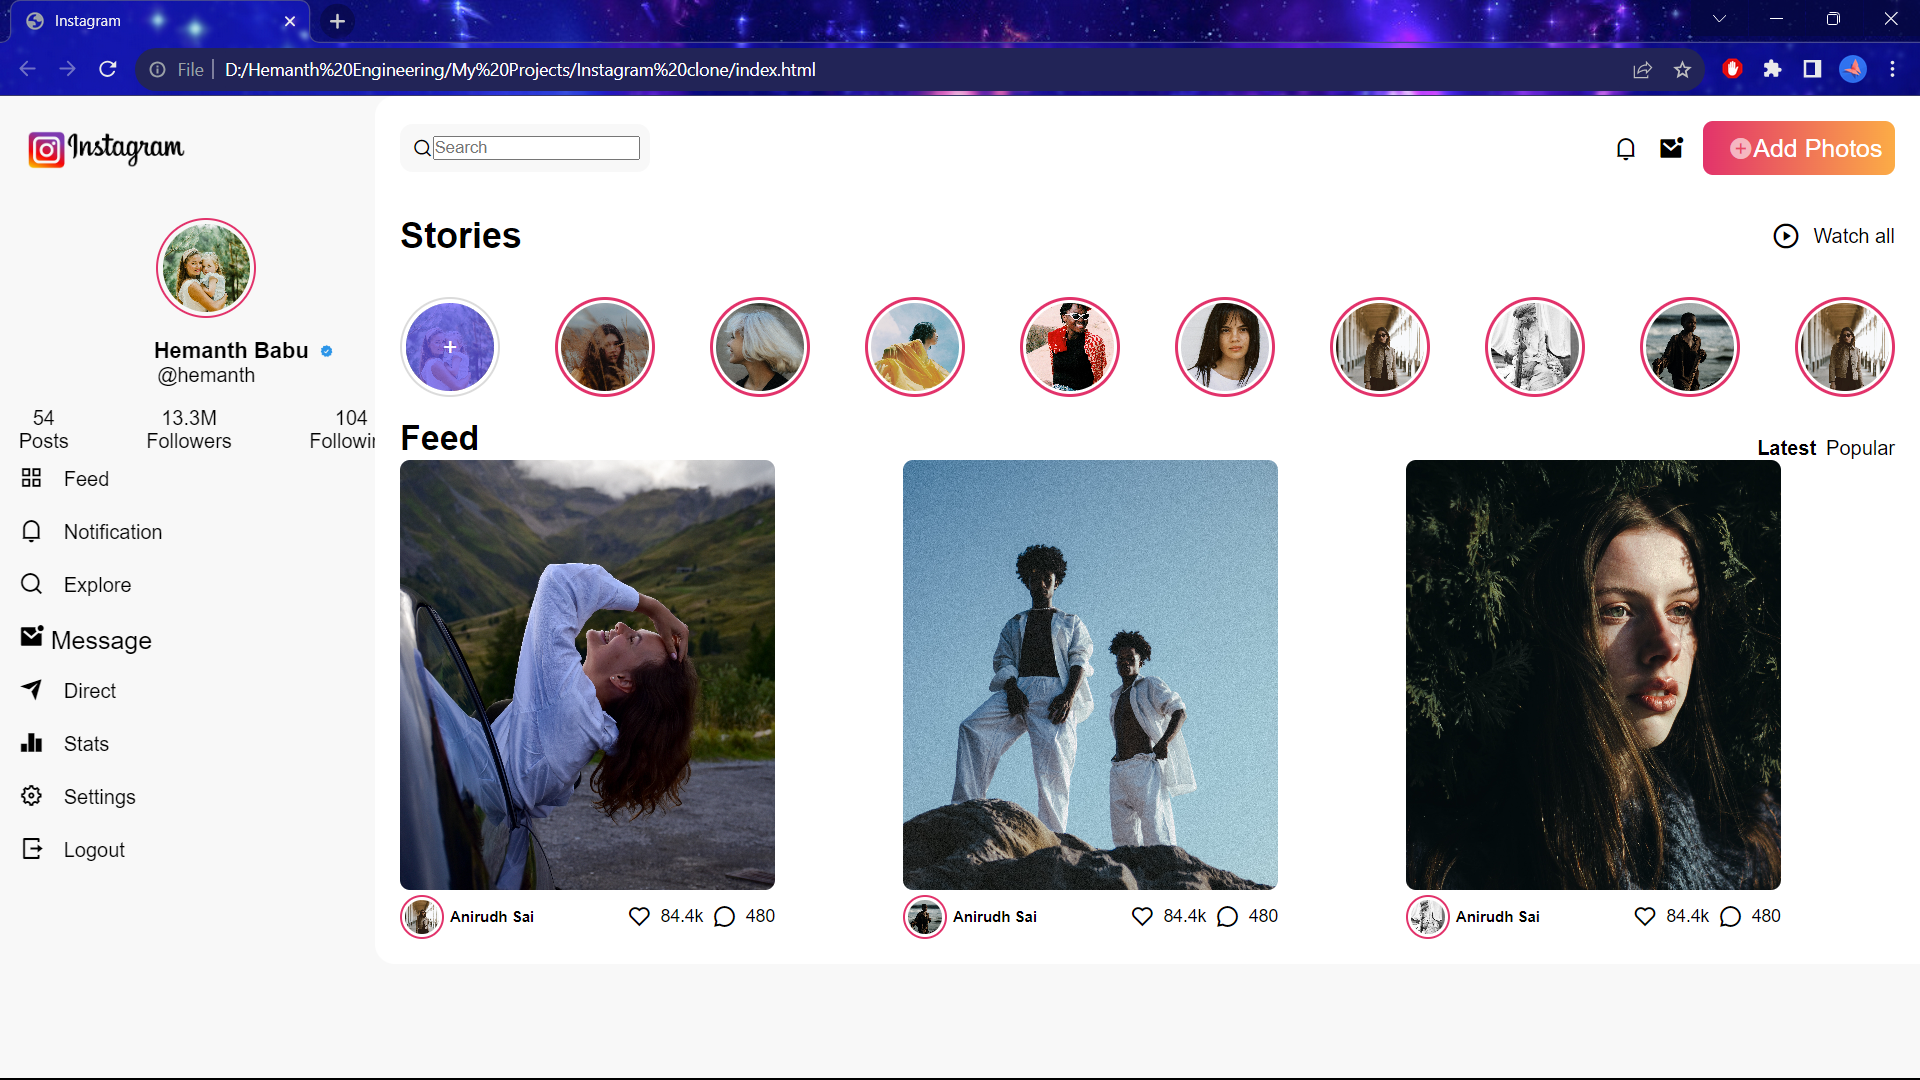 Instagram
File
D:/Hemanth%20Engineering/My%20Projects/Instagram%20clone/index.html
Instagram
Search
Add Photos
Stories
Watch all
Hemanth Babu
@hemanth
54
Posts
13.3M
Followers
104
Followin
Feed
Notification
Explore
Message
Direct
Stats
Settings
Logout
Feed
Latest Popular
Anirudh Sai 84.4k 480
Anirudh Sai 84.4k 480
Anirudh Sai 84.4k 480